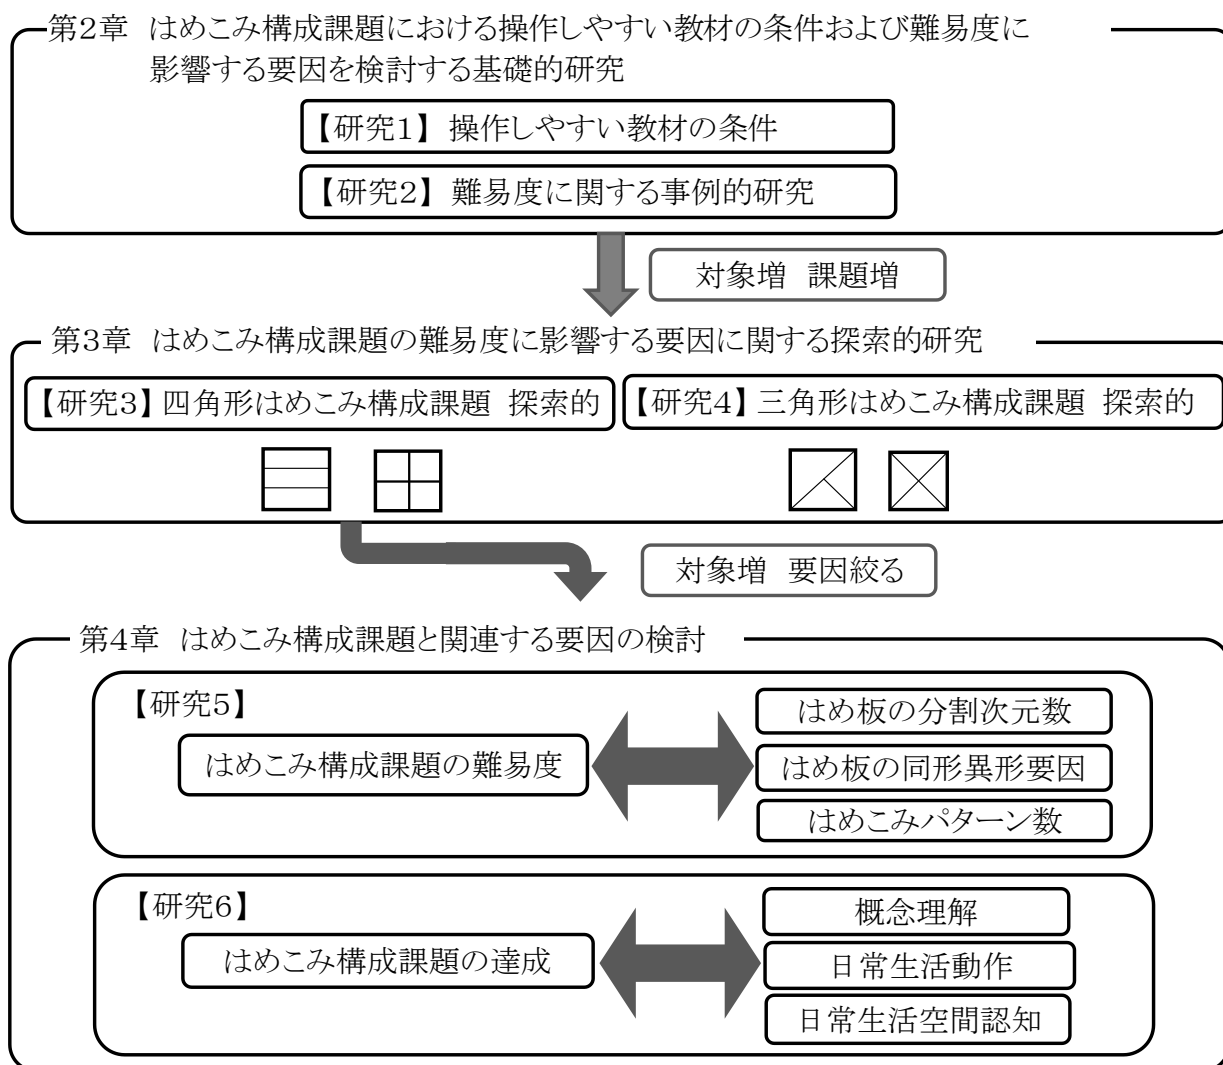 第2章 はめこみ構成課題における操作しやすい教材の条件および難易度に
影響する要因を検討する基礎的研究
【研究1】 操作しやすい教材の条件
【研究2】 難易度に関する事例的研究
対象増 課題増
第3章 はめこみ構成課題の難易度に影響する要因に関する探索的研究
【研究3】四角形はめこみ構成課題 探索的
【研究4】三角形はめこみ構成課題 探索的
対象増 要因絞る
第4章 はめこみ構成課題と関連する要因の検討
【研究5】
はめこみ構成課題の難易度
はめ板の分割次元数
はめ板の同形異形要因
はめこみパターン数
【研究6】
はめこみ構成課題の達成
概念理解
日常生活動作
日常生活空間認知